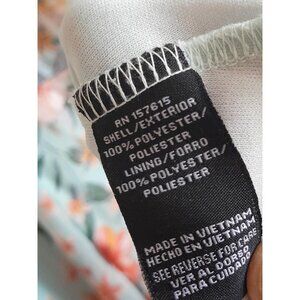 RN 157615
SHELL/EXTERIOR
100% POLYESTER/
POLIESTER
LINING/FORRO
100% POLYESTER/
POLIESTER
MADE IN VIETNAM
HECHO EN VIETNAM
SEE REVERSE FOR CARE
VER AL DORSO
PARA CUIDADO